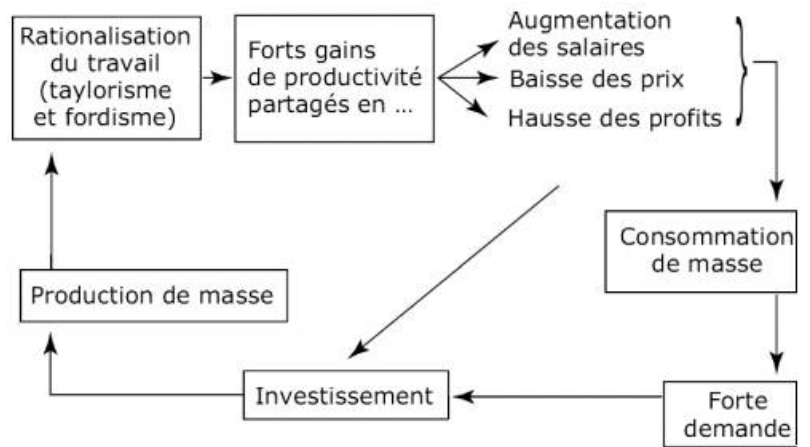 Rationalisation
du travail
(taylorisme
et fordisme)
Forts gains
de productivité
partagés en ...
Augmentation
des salaires
Baisse des prix
Hausse des profits
Consommation
de masse
Production de masse
Investissement
Forte
demande